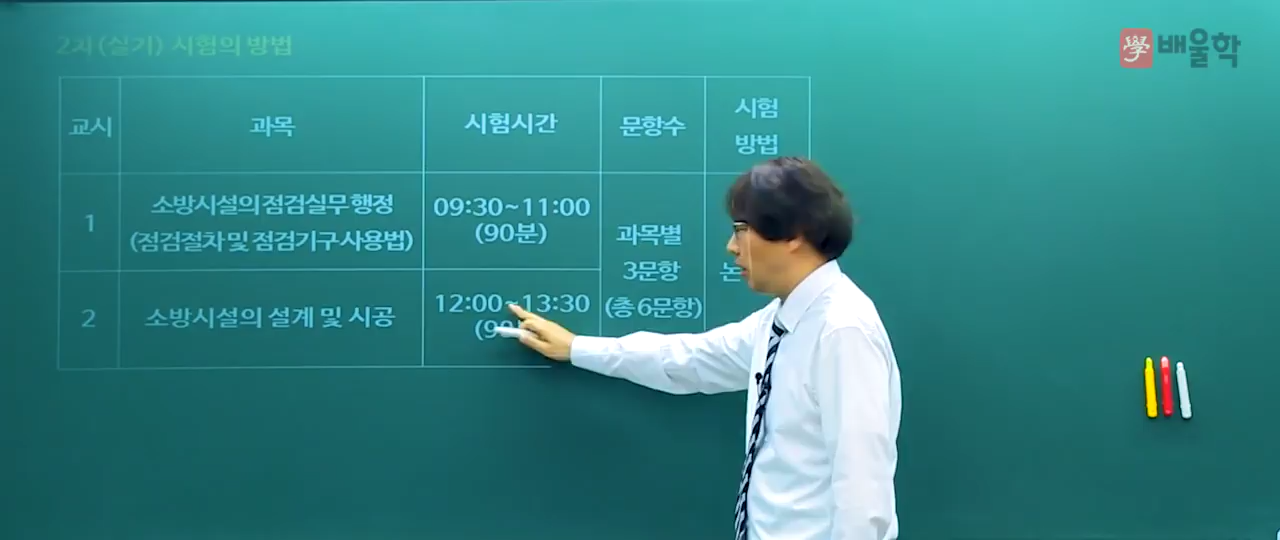 2차 (실기) 시험의 방법
學 배울학
교시
과목
시험시간
문항수
시험
방법
1
소방시설의 점검실무 행정
(점검절차 및 점검기구 사용법)
09:30~11:00
(90분)
과목별
3문항
(총 6문항)
논
2
소방시설의 설계 및 시공
12:00~13:30